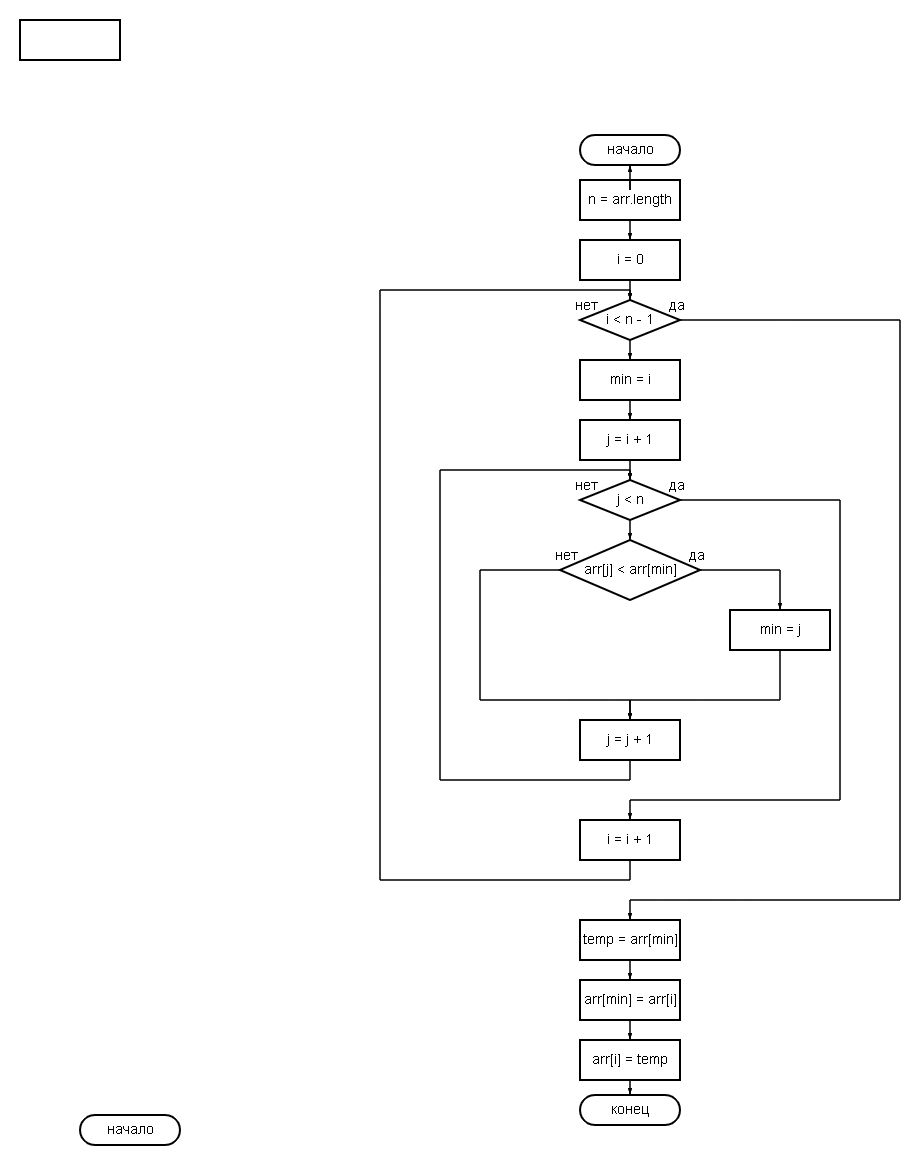 начало
n = arr.length
i = 0
нет
да
i < n - 1
min = i
j = i + 1
нет
да
j < n
нет
да
arr[j] < arr[min]
min = j
j = j + 1
i = i + 1
temp = arr[min]
arr[min] = arr[i]
arr[i] = temp
конец
начало